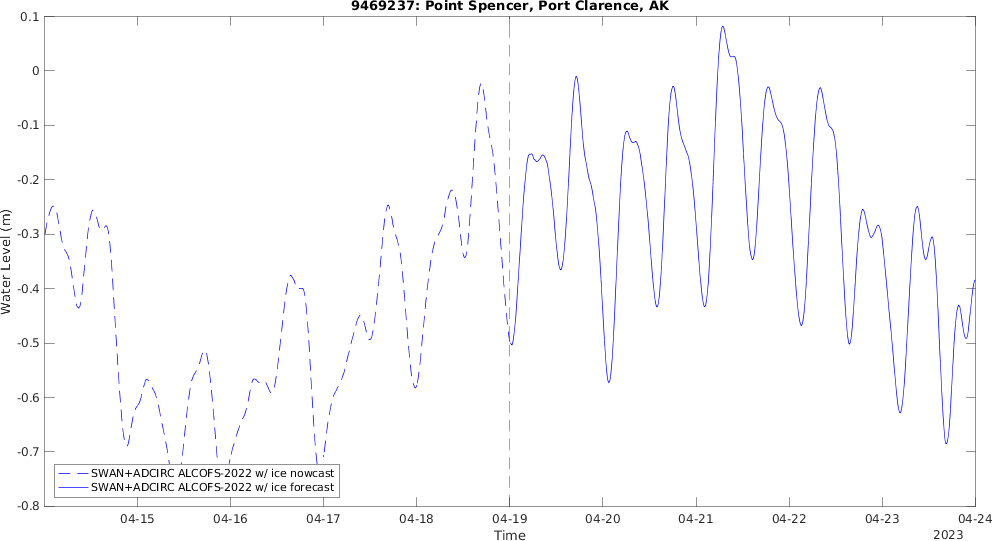 9469237: Point Spencer, Port Clarence, AK
0.1
0
-0.1
-0.2
-0.3
-0.4
-0.5
-0.6
-0.7
-0.8
Water Level (m)
SWAN+ADCIRC ALCOFS-2022 w/ ice nowcast
SWAN+ADCIRC ALCOFS-2022 w/ ice forecast
04-15 04-16 04-17 04-18 04-19 04-20 04-21 04-22 04-23 04-24
Time
2023